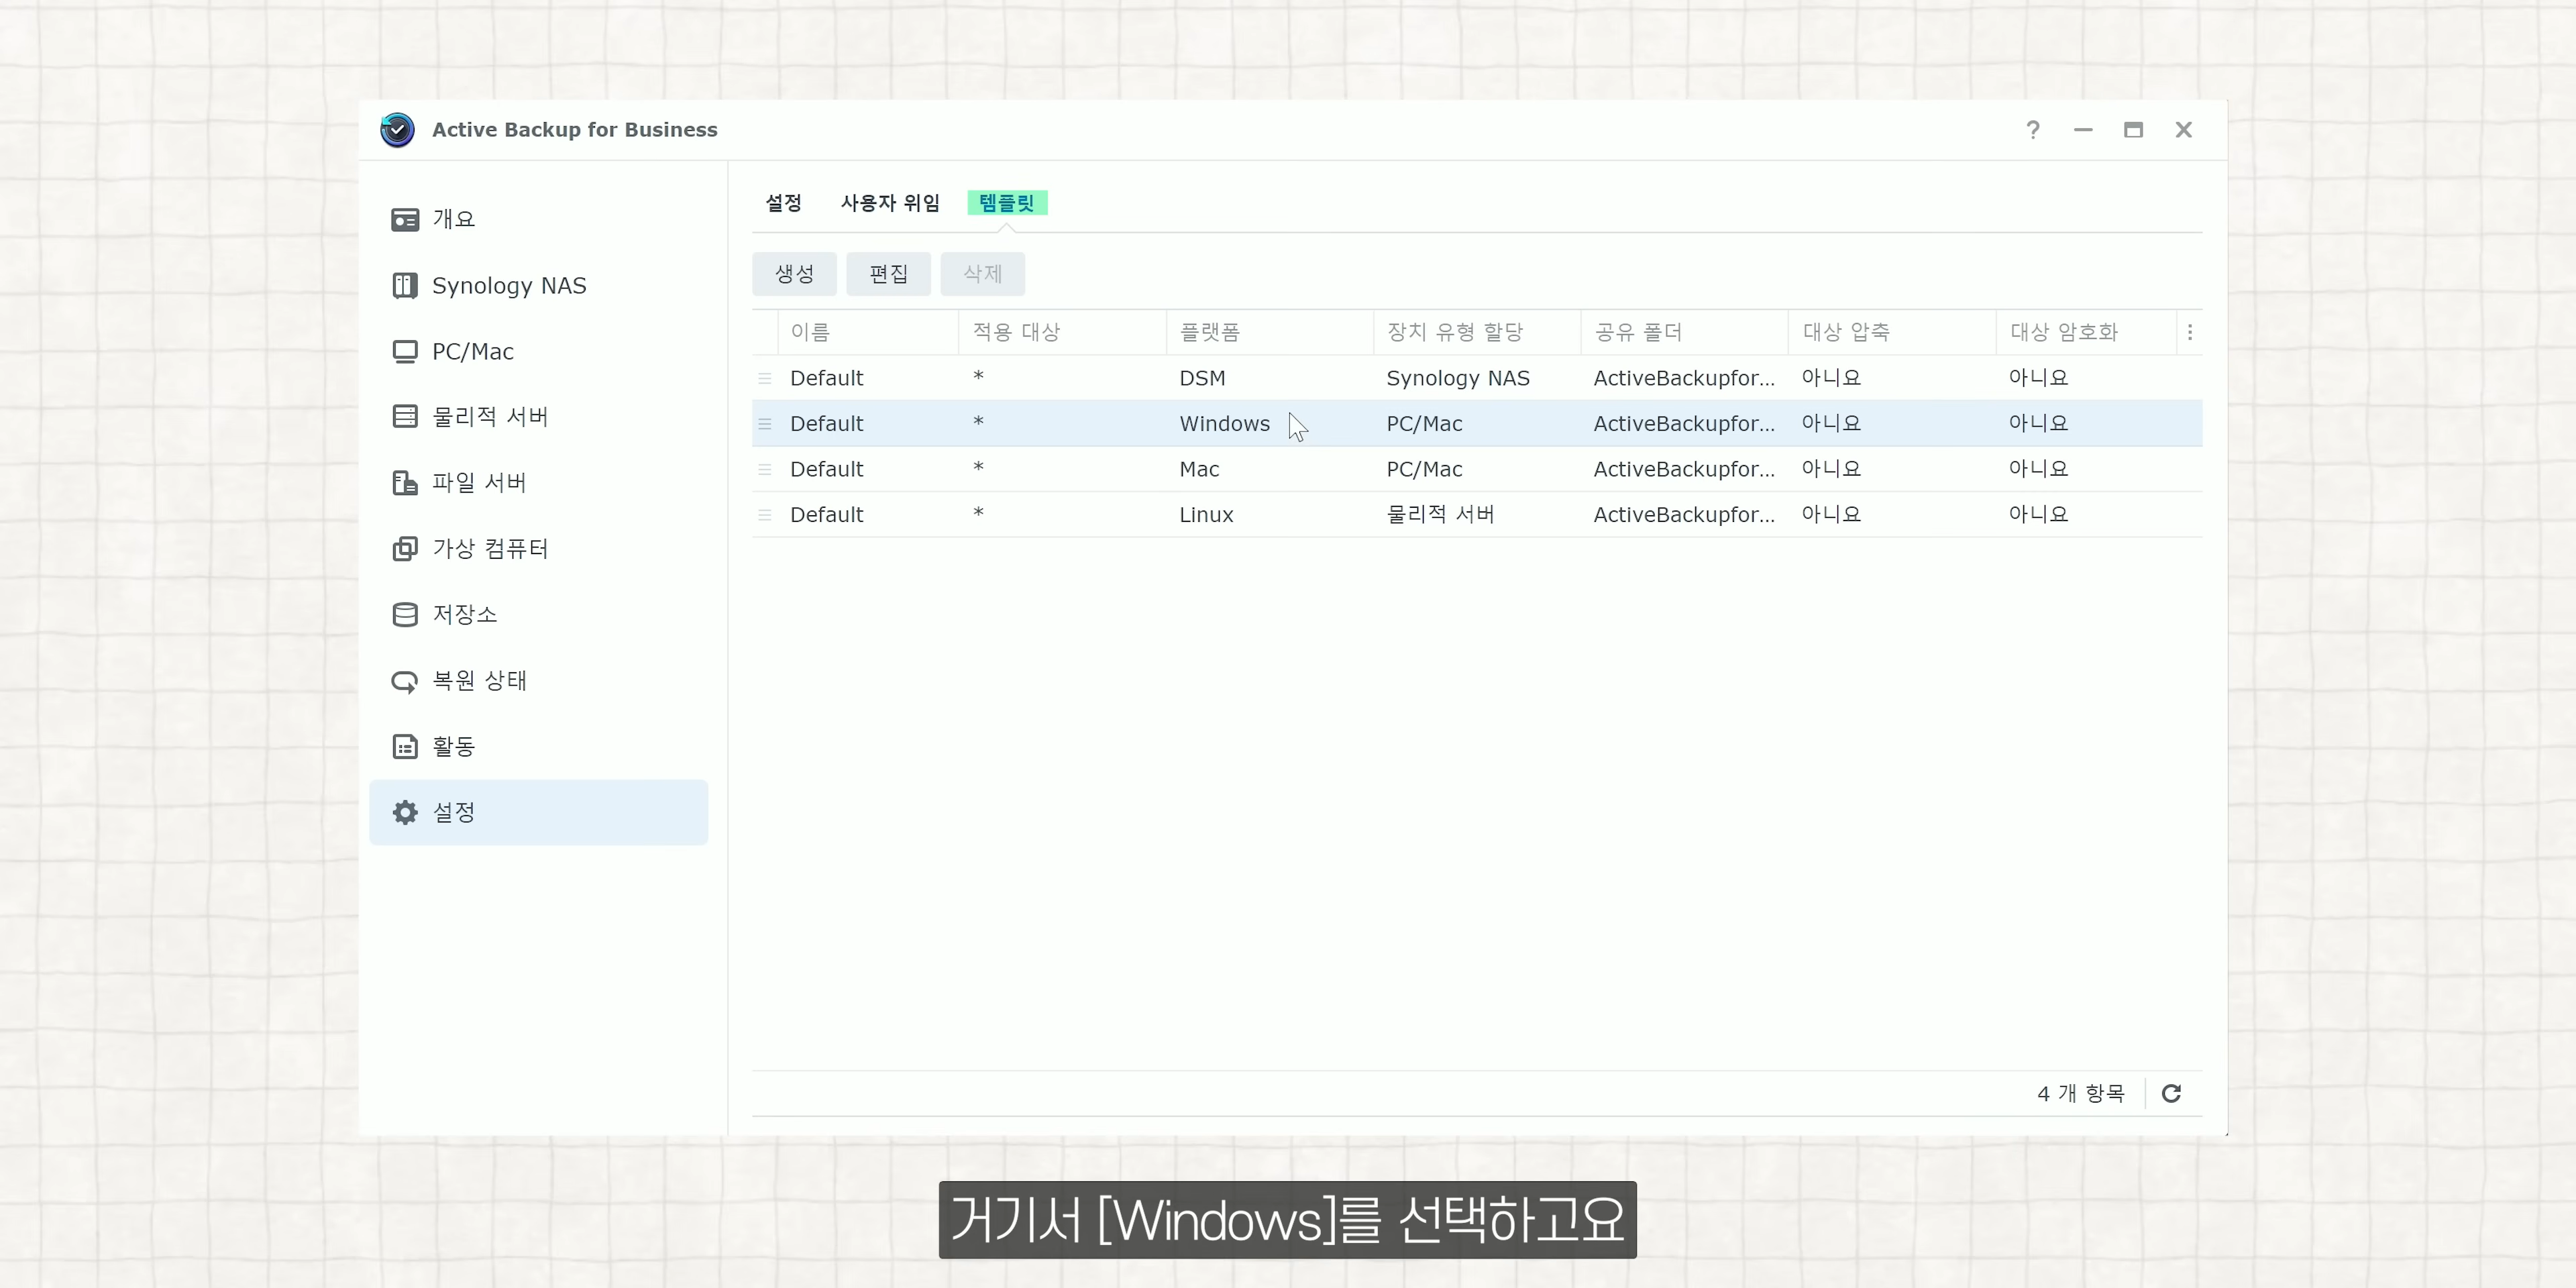 Active Backup for Business
개요
Synology NAS
PC/Mac
물리적 서버
파일 서버
가상 컴퓨터
저장소
복원 상태
활동
설정
설정 사용자 위임 템플릿
생성 편집 삭제
이름 적용 대상 플랫폼 장치 유형 할당 공유 폴더 대상 압축 대상 암호화
Default * DSM Synology NAS ActiveBackupfor... 아니요 아니요
Default * Windows PC/Mac ActiveBackupfor... 아니요 아니요
Default * Mac PC/Mac ActiveBackupfor... 아니요 아니요
Default * Linux 물리적 서버 ActiveBackupfor... 아니요 아니요
4 개 항목
거기서 [Windows]를 선택하고요